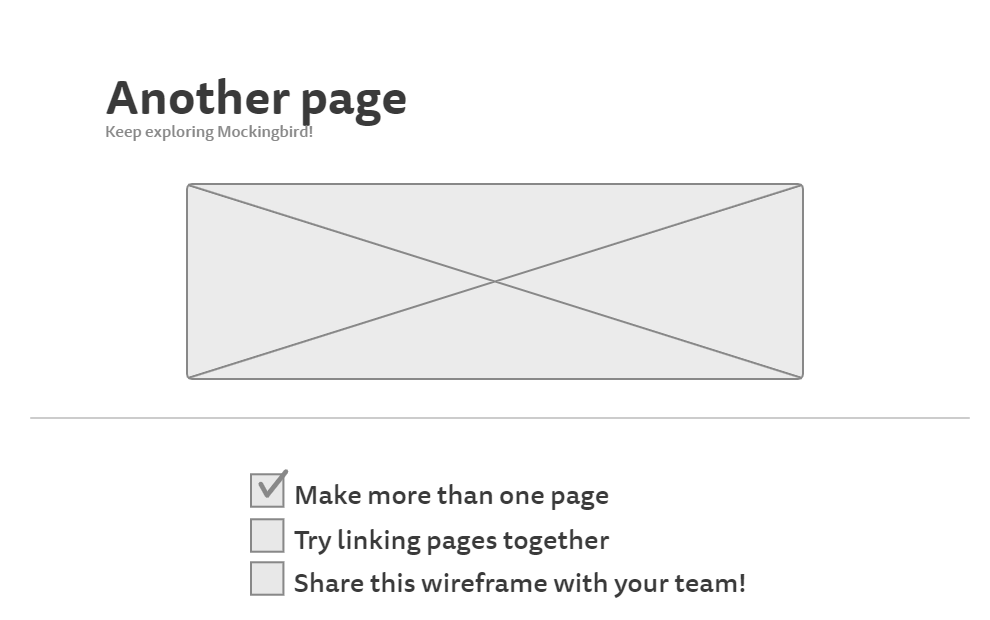 Another page
Keep exploring Mockingbird!
Make more than one page
Try linking pages together
Share this wireframe with your team!